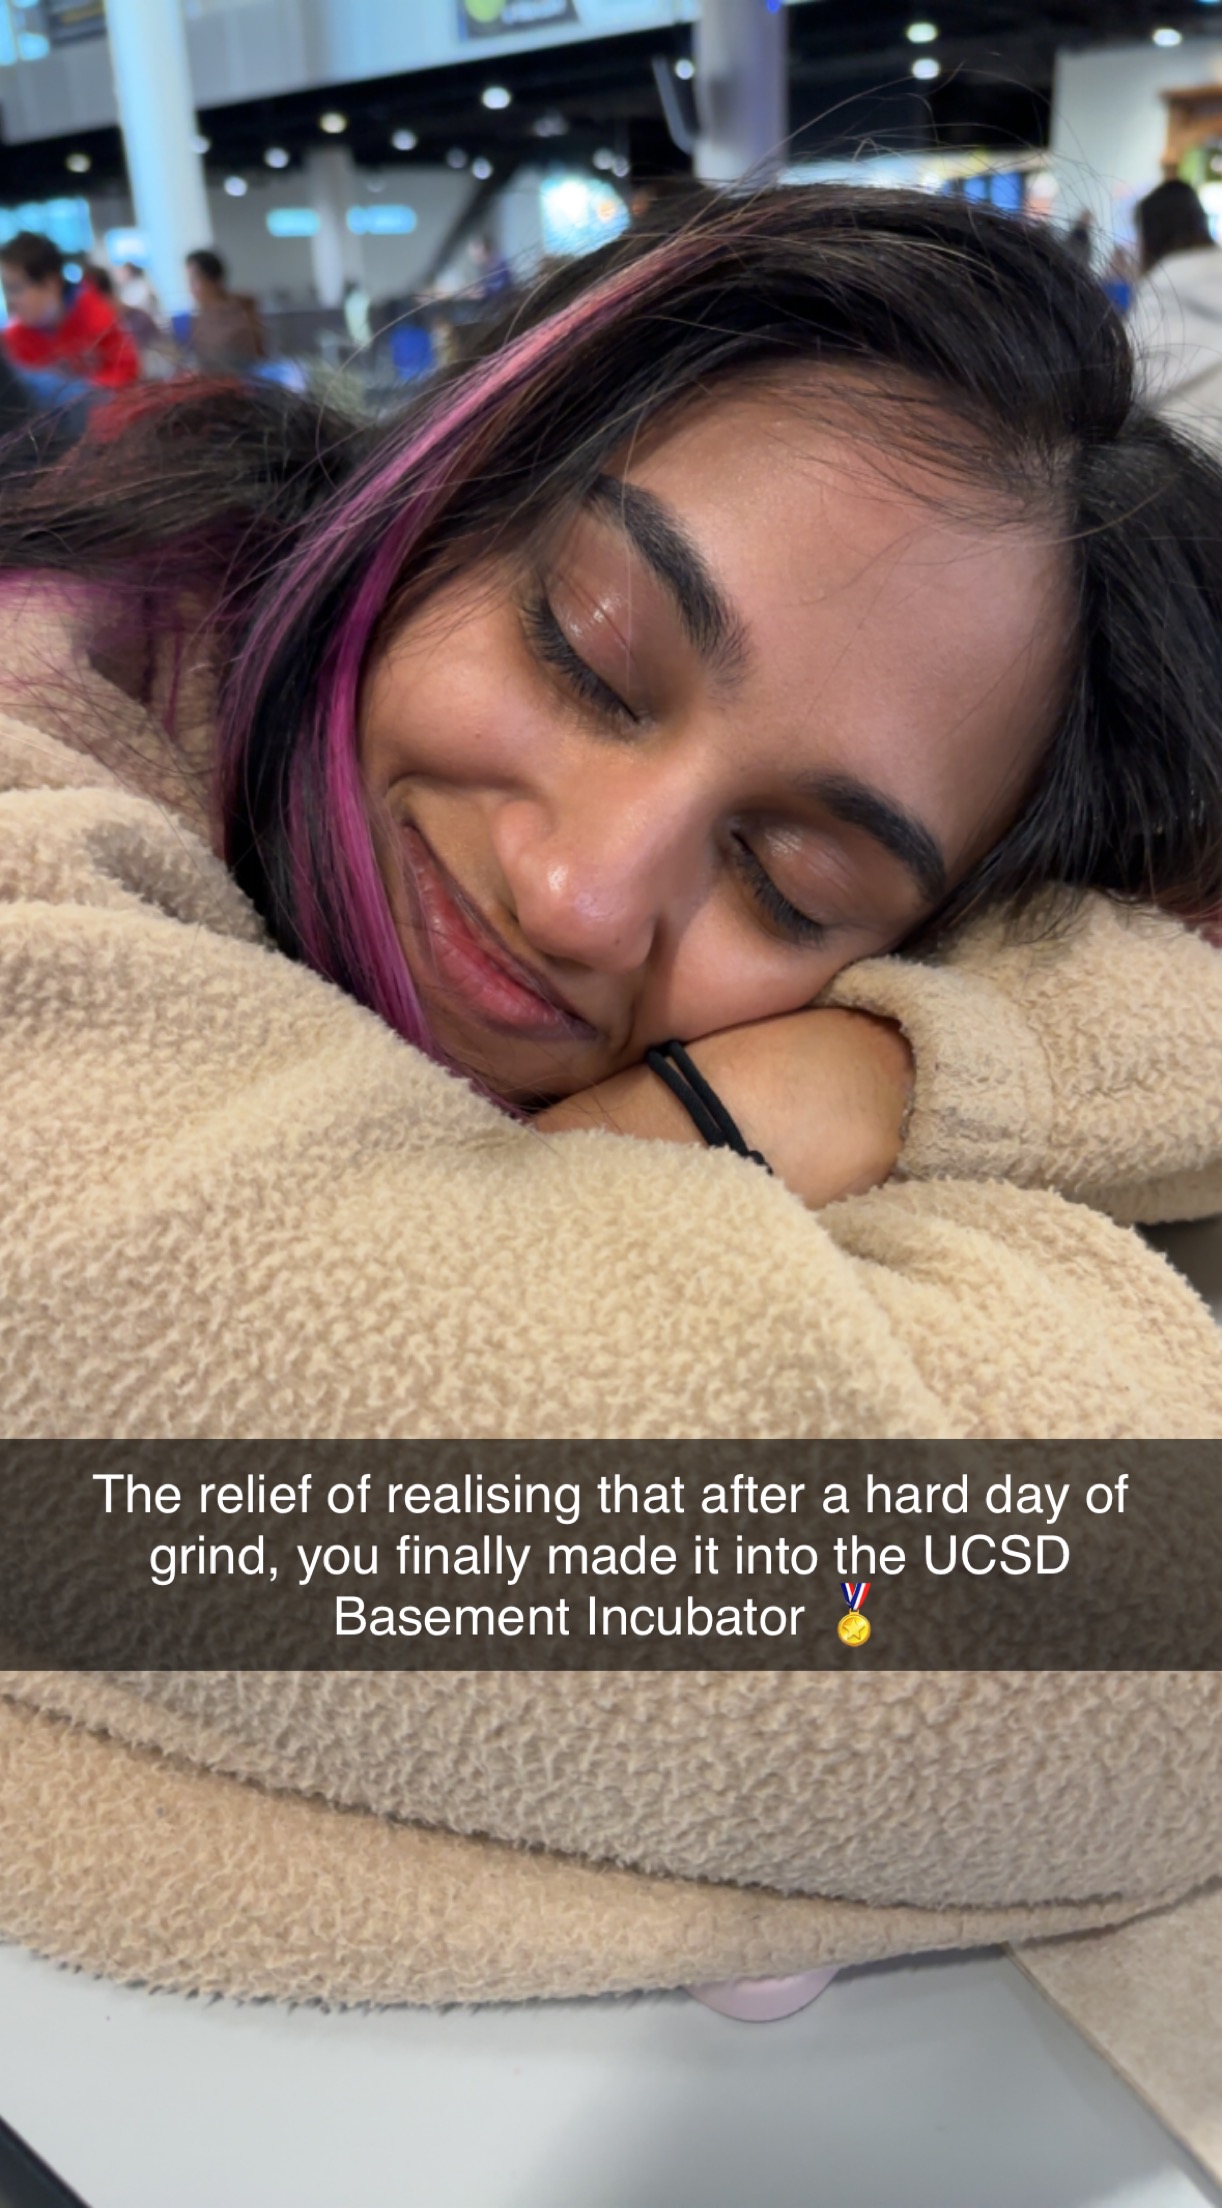 The relief of realising that after a hard day of
grind, you finally made it into the UCSD
Basement Incubator 🏅